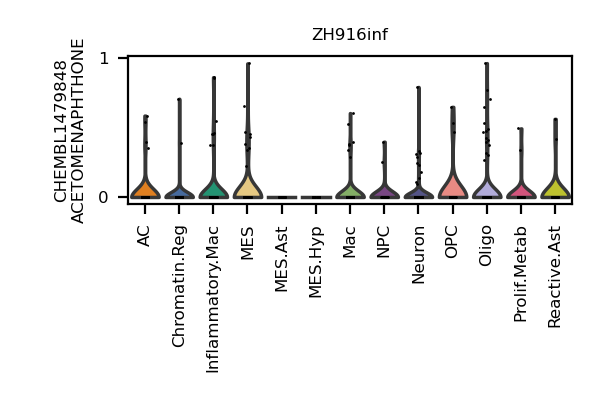 ZH916inf
CHEMBL1479848
ACETOMENAPHTHONE
1
0
AC
Chromatin.Reg
Inflammatory.Mac
MES
MES.Ast
MES.Hyp
Mac
NPC
Neuron
OPC
Oligo
Prolif.Metab
Reactive.Ast